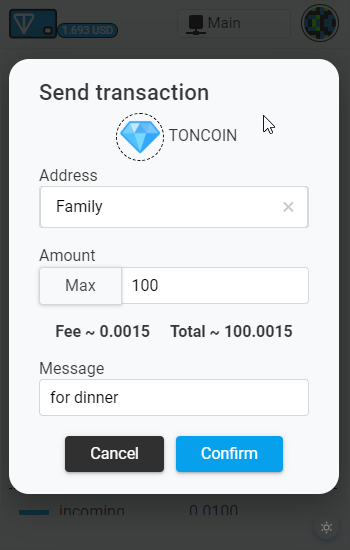 1.693 USD
Main
Send transaction
TONCOIN
Address
Family
Amount
Max 100
Fee ~ 0.0015 Total ~ 100.0015
Message
for dinner
Cancel Confirm
incoming 0.0100